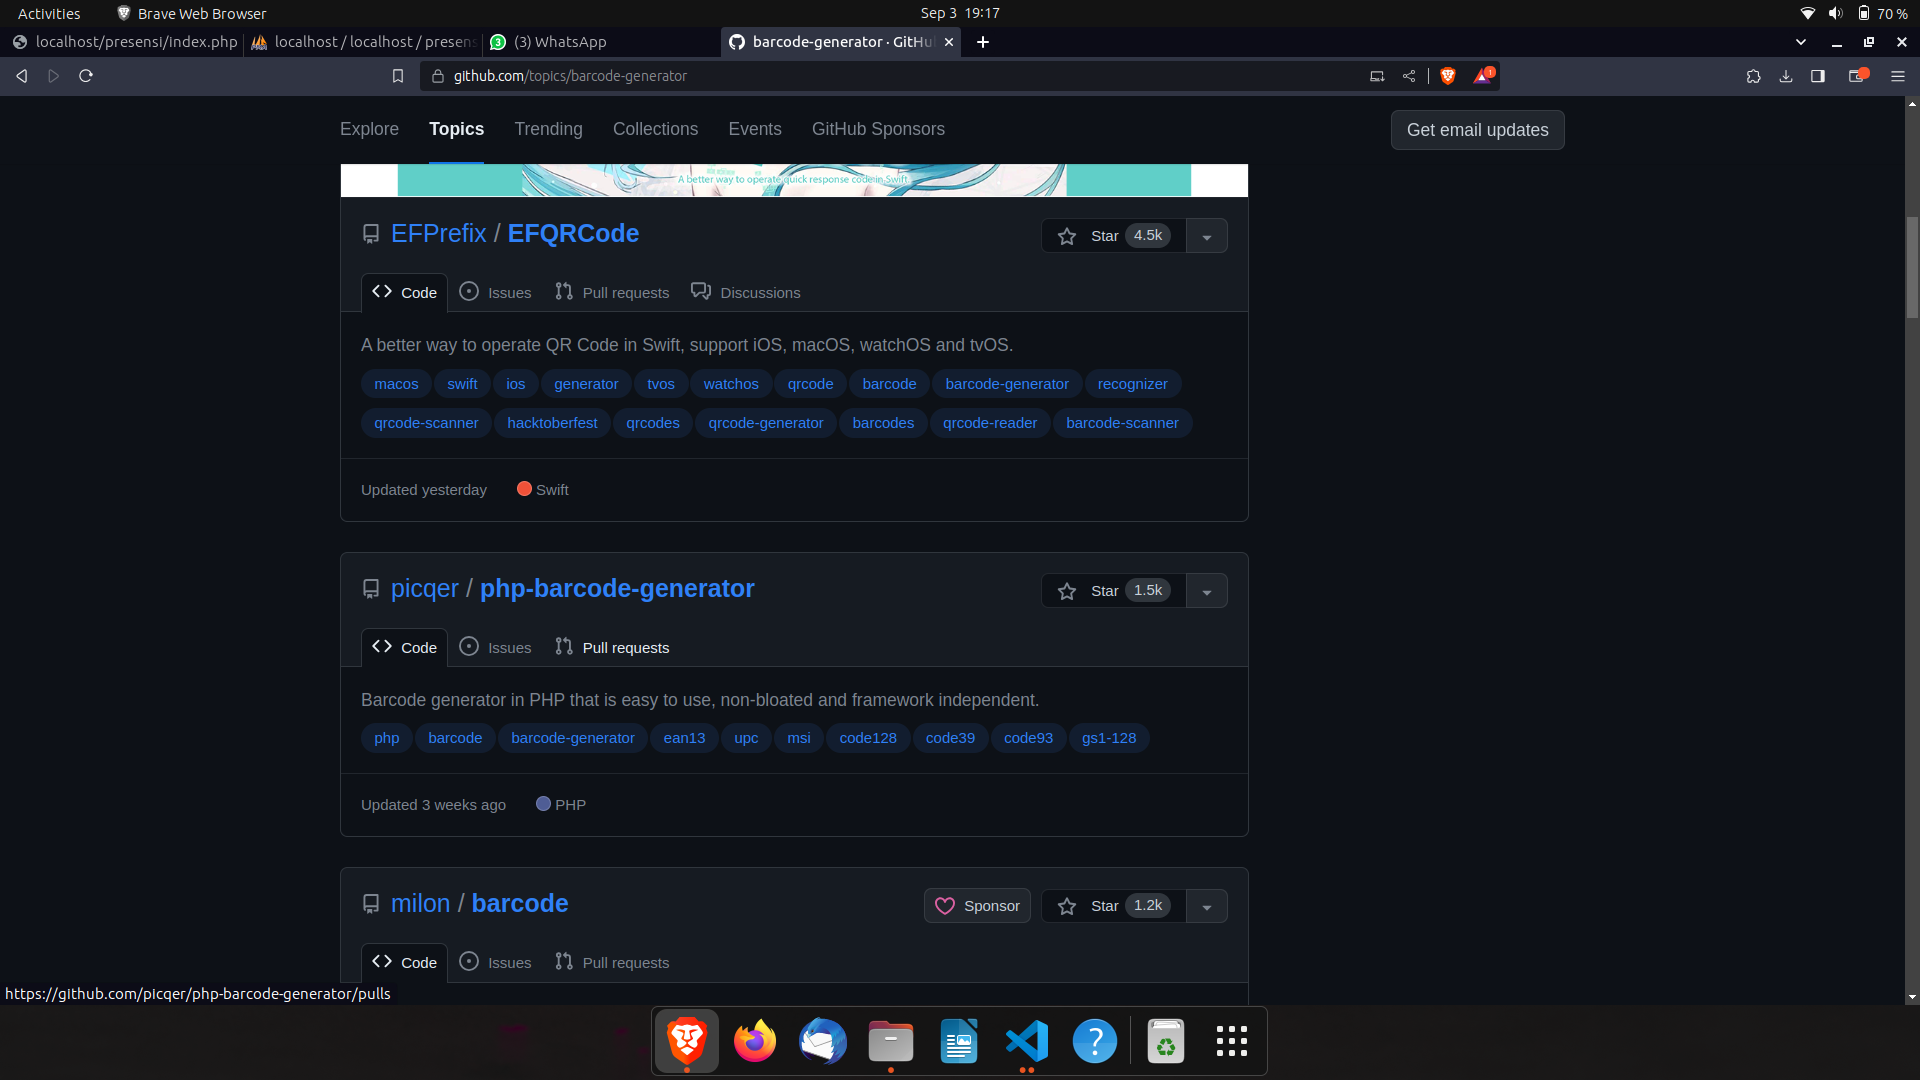 Activities Brave Web Browser Sep 3 19:17 70 %
localhost/presensi/index.php localhost / localhost / presens (3) WhatsApp barcode-generator · GitHu
github.com/topics/barcode-generator 1
Explore Topics Trending Collections Events GitHub Sponsors Get email updates
A better way to operate quick response code in Swift.
EFPrefix / EFQRCode Star 4.5k
Code Issues Pull requests Discussions
A better way to operate QR Code in Swift, support iOS, macOS, watchOS and tvOS.
macos swift ios generator tvos watchos qrcode barcode barcode-generator recognizer
qrcode-scanner hacktoberfest qrcodes qrcode-generator barcodes qrcode-reader barcode-scanner
Updated yesterday Swift
picqer / php-barcode-generator Star 1.5k
Code Issues Pull requests
Barcode generator in PHP that is easy to use, non-bloated and framework independent.
php barcode barcode-generator ean13 upc msi code128 code39 code93 gs1-128
Updated 3 weeks ago PHP
milon / barcode Sponsor Star 1.2k
Code Issues Pull requests
https://github.com/picqer/php-barcode-generator/pulls